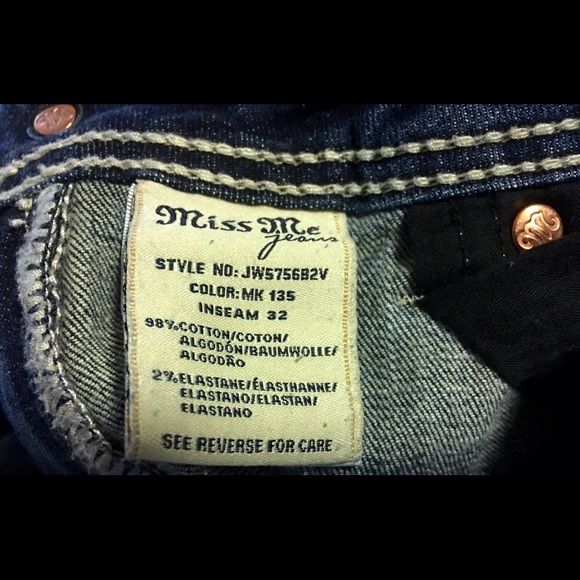 Miss Me
Jeans
STYLE NO: JW5756B2V
COLOR: MK 135
INSEAM 32
98% COTTON/COTON/
ALGODÓN/BAUMWOLLE/
ALGODÃO
2% ELASTANE/ÉLASTHANNE/
ELASTANO/ELASTAN/
ELASTANO
SEE REVERSE FOR CARE